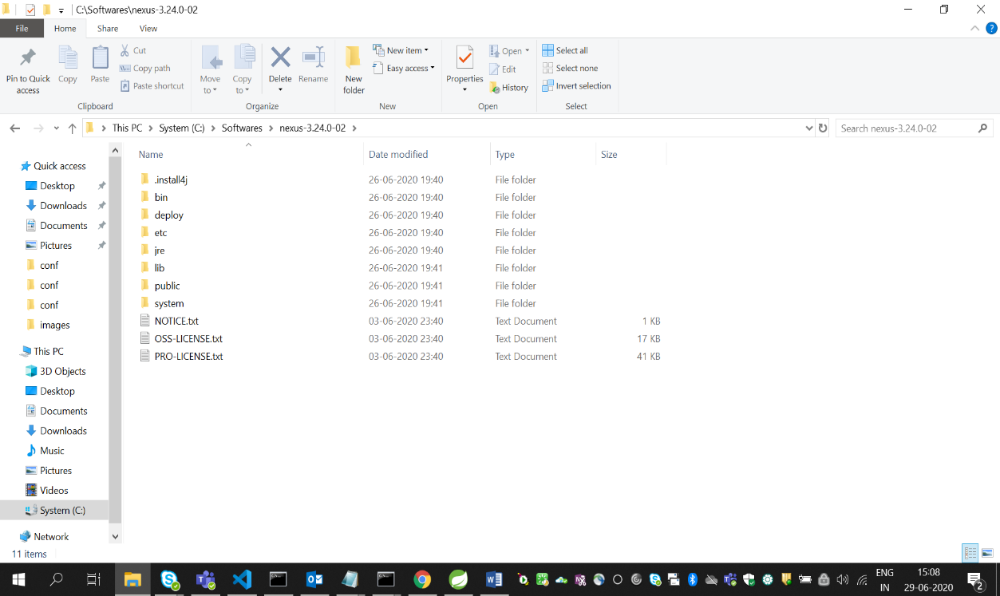 C:\Softwares\nexus-3.24.0-02
File Home Share View
Pin to Quick access
Copy
Paste
Cut
Copy path
Paste shortcut
Clipboard
Move to
Copy to
Delete
Rename
Organize
New folder
New item
Easy access
New
Properties
Open
Edit
History
Open
Select all
Select none
Invert selection
Select
This PC System (C:) Softwares nexus-3.24.0-02
Search nexus-3.24.0-02
Quick access
Desktop
Downloads
Documents
Pictures
conf
conf
conf
images
This PC
3D Objects
Desktop
Documents
Downloads
Music
Pictures
Videos
System (C:)
Network
Name Date modified Type Size
.install4j 26-06-2020 19:40 File folder
bin 26-06-2020 19:40 File folder
deploy 26-06-2020 19:40 File folder
etc 26-06-2020 19:40 File folder
jre 26-06-2020 19:40 File folder
lib 26-06-2020 19:41 File folder
public 26-06-2020 19:41 File folder
system 26-06-2020 19:41 File folder
NOTICE.txt 03-06-2020 23:40 Text Document 1 KB
OSS-LICENSE.txt 03-06-2020 23:40 Text Document 17 KB
PRO-LICENSE.txt 03-06-2020 23:40 Text Document 41 KB
11 items
ENG
IN
15:08
29-06-2020
2